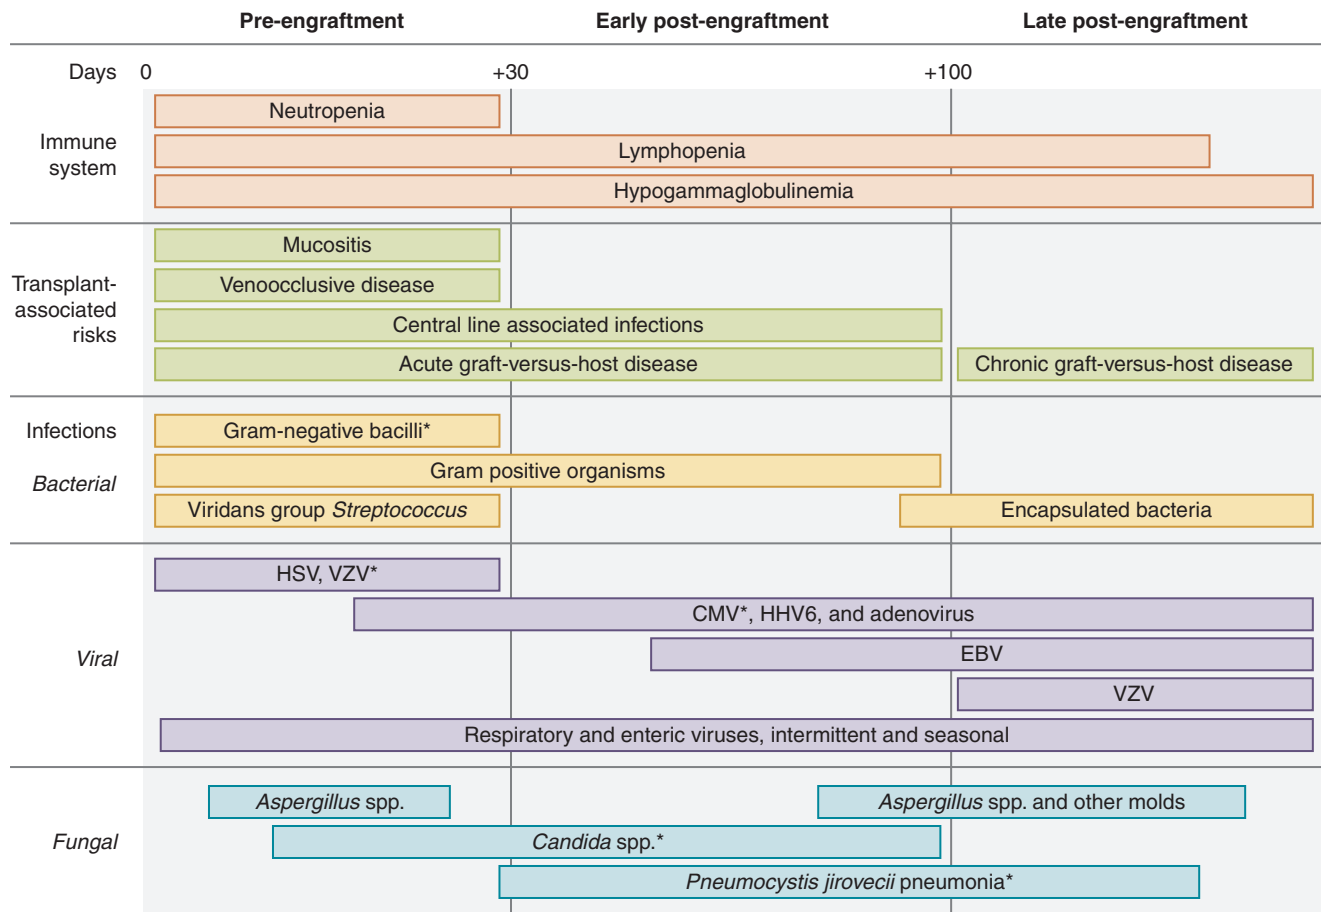 Pre-engraftment Early post-engraftment Late post-engraftment
Days 0 +30 +100
Immune
system
Neutropenia
Lymphopenia
Hypogammaglobulinemia
Transplant-
associated
risks
Mucositis
Venoocclusive disease
Central line associated infections
Acute graft-versus-host disease Chronic graft-versus-host disease
Infections
Bacterial
Gram-negative bacilli*
Gram positive organisms
Viridans group Streptococcus Encapsulated bacteria
Viral
HSV, VZV*
CMV*, HHV6, and adenovirus
EBV
VZV
Respiratory and enteric viruses, intermittent and seasonal
Fungal
Aspergillus spp. Aspergillus spp. and other molds
Candida spp.*
Pneumocystis jirovecii pneumonia*